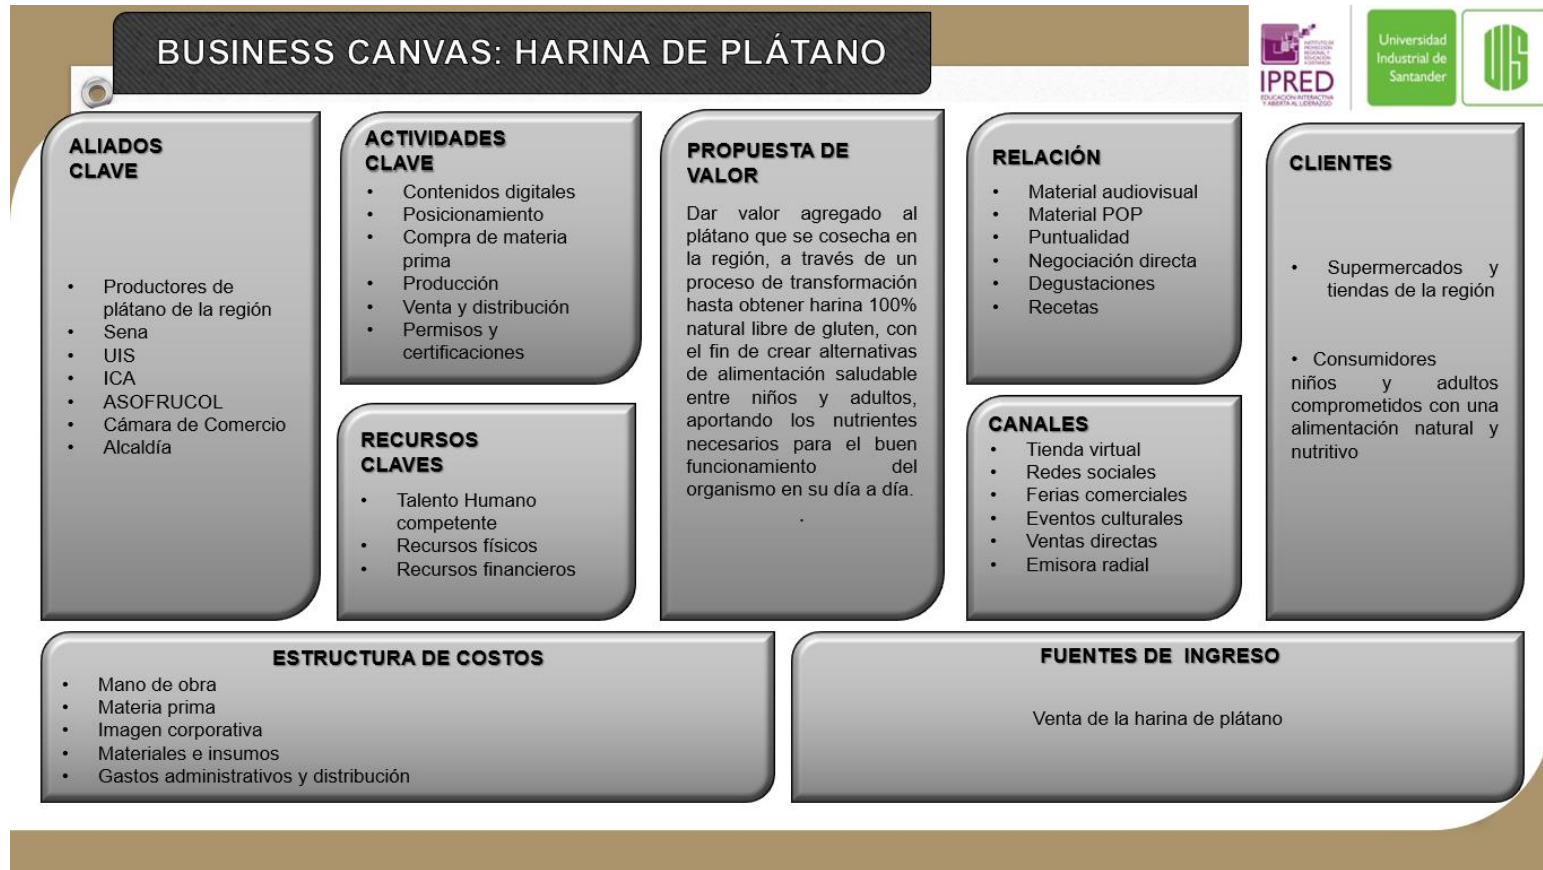 BUSINESS CANVAS: HARINA DE PLÁTANO
IPRED
EDUCACIÓN INTERACTIVA
Y ABIERTA AL LIDERAZGO
Universidad
Industrial de
Santander
UIS
ALIADOS
CLAVE
• Productores de
plátano de la región
• Sena
• UIS
• ICA
• ASOFRUCOL
• Cámara de Comercio
• Alcaldía
ACTIVIDADES
CLAVE
• Contenidos digitales
• Posicionamiento
• Compra de materia
prima
• Producción
• Venta y distribución
• Permisos y
certificaciones
RECURSOS
CLAVES
• Talento Humano
competente
• Recursos físicos
• Recursos financieros
PROPUESTA DE
VALOR
Dar valor agregado al
plátano que se cosecha en
la región, a través de un
proceso de transformación
hasta obtener harina 100%
natural libre de gluten, con
el fin de crear alternativas
de alimentación saludable
entre niños y adultos,
aportando los nutrientes
necesarios para el buen
funcionamiento del
organismo en su día a día.
.
RELACIÓN
• Material audiovisual
• Material POP
• Puntualidad
• Negociación directa
• Degustaciones
• Recetas
CANALES
• Tienda virtual
• Redes sociales
• Ferias comerciales
• Eventos culturales
• Ventas directas
• Emisora radial
CLIENTES
• Supermercados y
tiendas de la región
• Consumidores
niños y adultos
comprometidos con una
alimentación natural y
nutritivo
ESTRUCTURA DE COSTOS
• Mano de obra
• Materia prima
• Imagen corporativa
• Materiales e insumos
• Gastos administrativos y distribución
FUENTES DE INGRESO
Venta de la harina de plátano